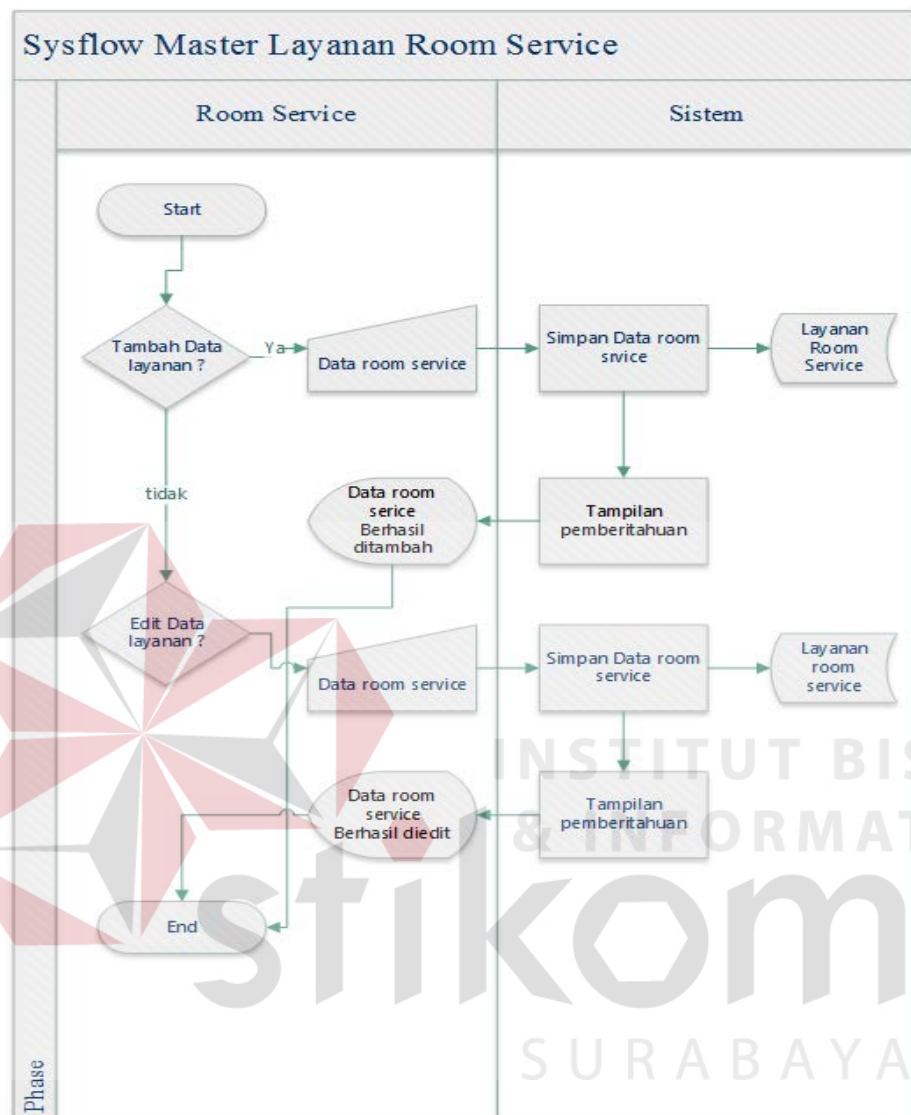 Sysflow Master Layanan Room Service
Room Service
Sistem
Start
Tambah Data
layanan ?
Ya
Data room service
Simpan Data room
srvice
Layanan
Room
Service
tidak
Data room
serice
Berhasil
ditambah
Tampilan
pemberitahuan
Edit Data
layanan ?
Data room service
Simpan Data room
service
Layanan
room
service
Data room
service
Berhasil diedit
Tampilan
pemberitahuan
End
Phase
INSTITUT BIS
& INFORMAT
stikom
SURABAYA